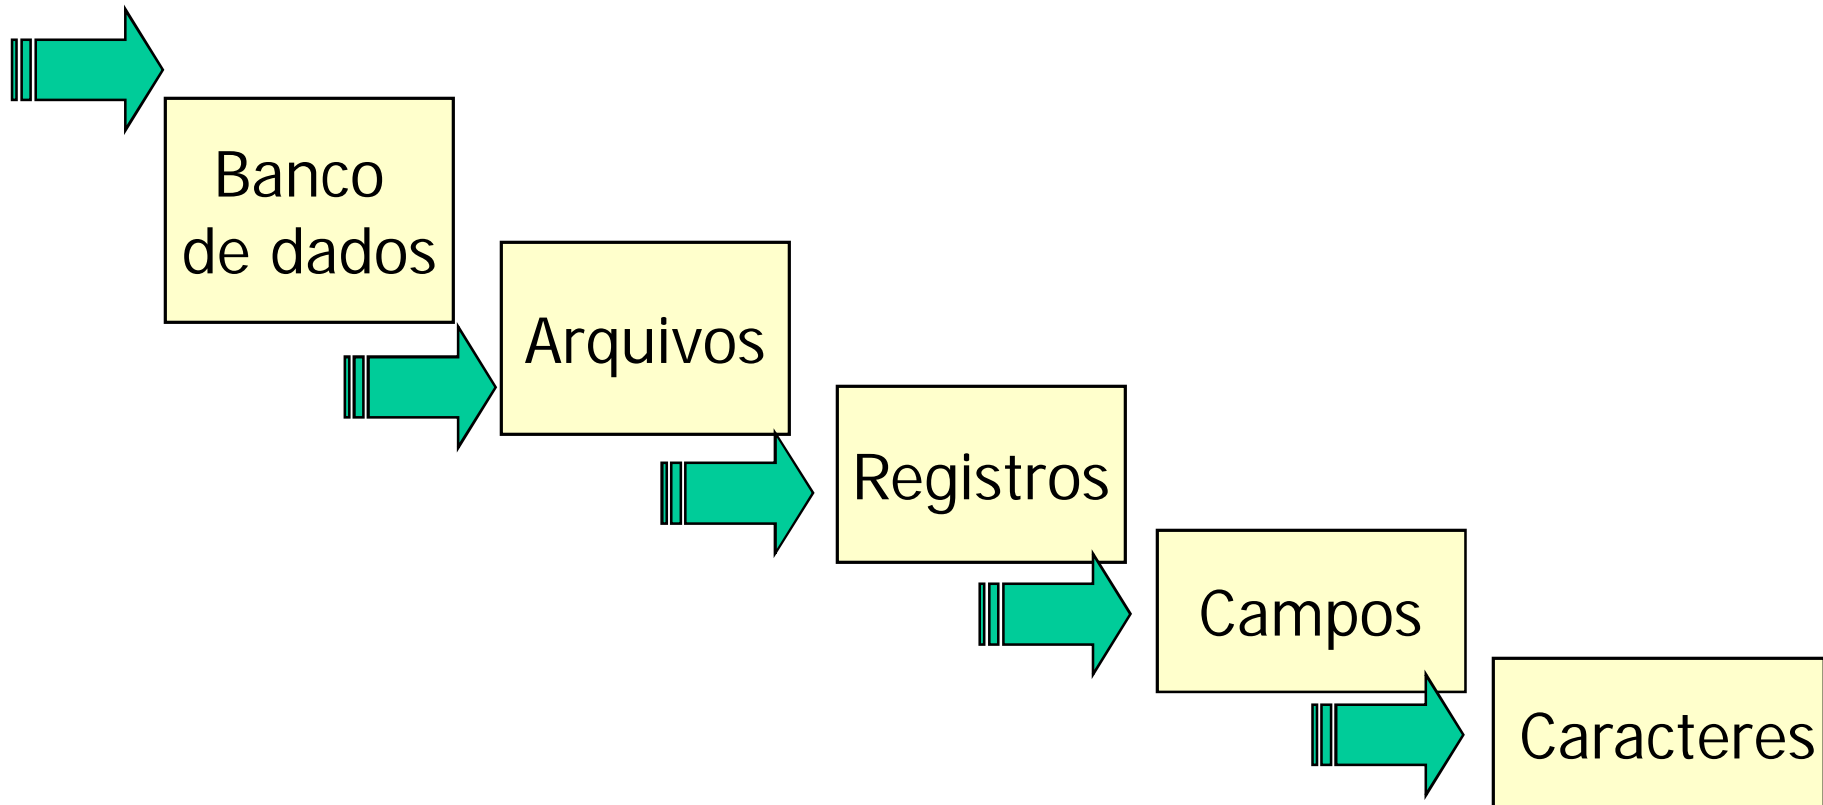 Banco
de dados
Arquivos
Registros
Campos
Caracteres